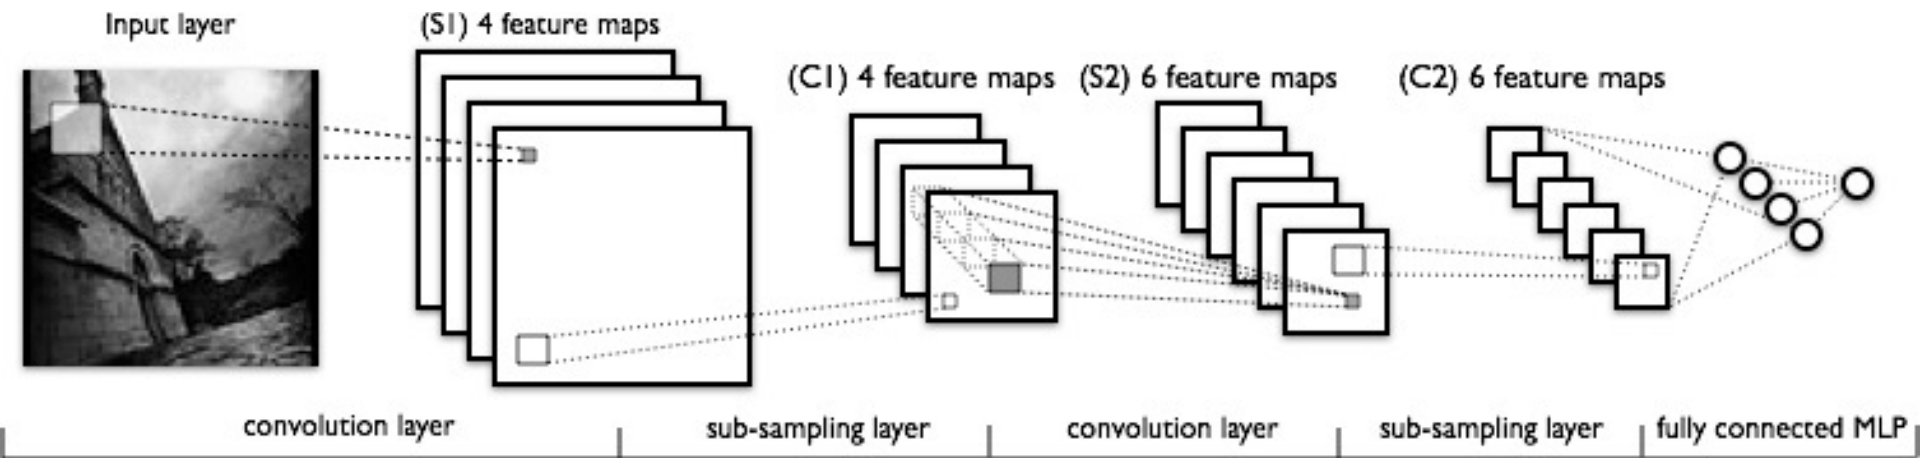 Input layer
(S1) 4 feature maps
(C1) 4 feature maps
(S2) 6 feature maps
(C2) 6 feature maps
convolution layer
sub-sampling layer
convolution layer
sub-sampling layer
fully connected MLP